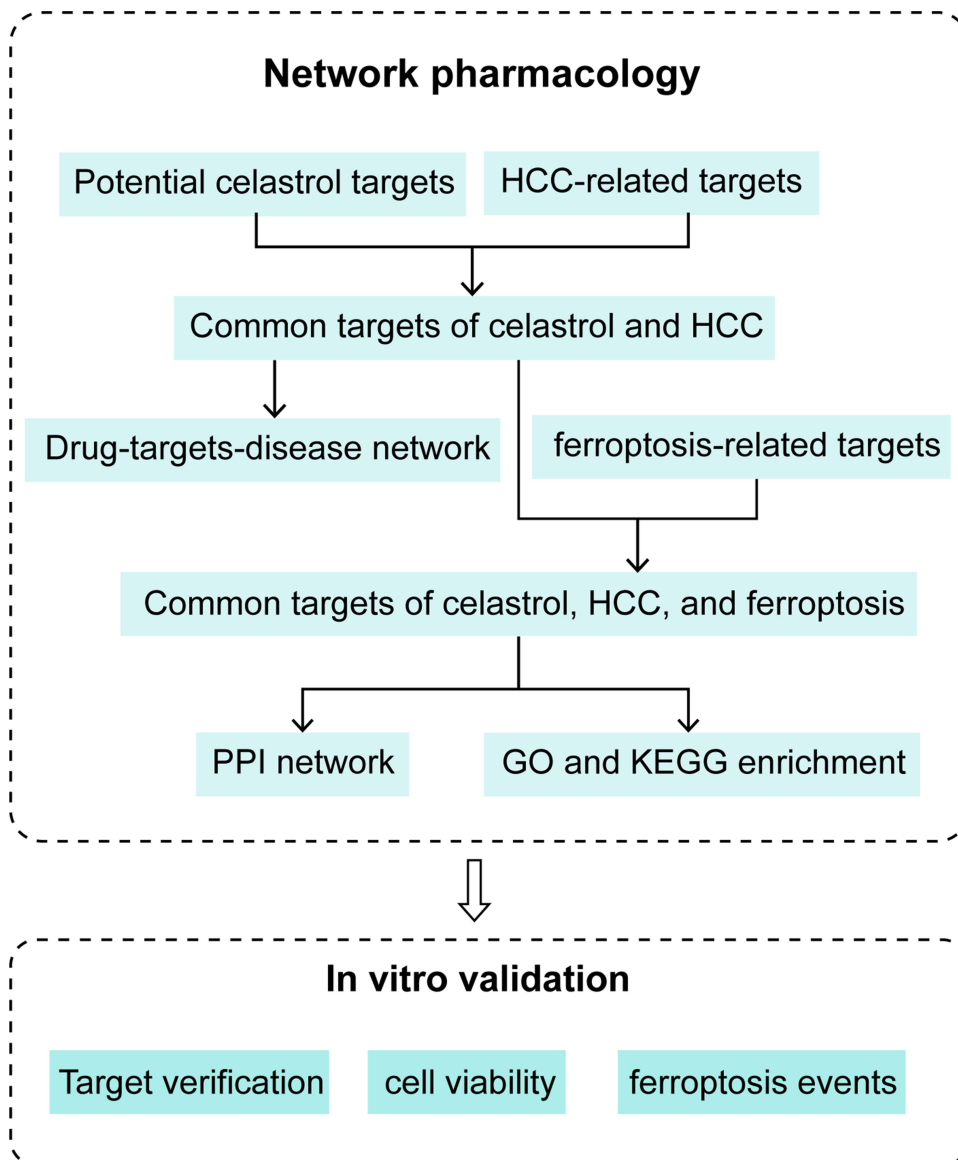 Network pharmacology
Potential celastrol targets
HCC-related targets
Common targets of celastrol and HCC
Drug-targets-disease network
ferroptosis-related targets
Common targets of celastrol, HCC, and ferroptosis
PPI network
GO and KEGG enrichment
In vitro validation
Target verification
cell viability
ferroptosis events